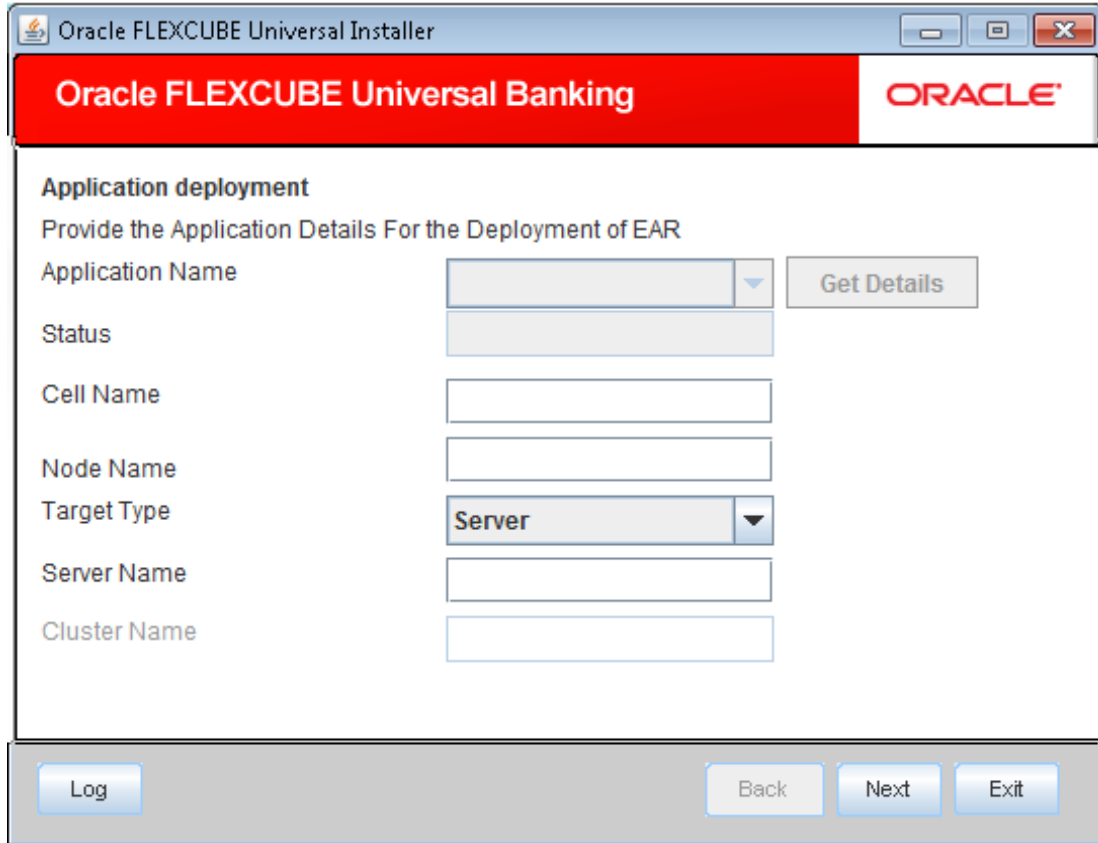 Oracle FLEXCUBE Universal Installer
Oracle FLEXCUBE Universal Banking
ORACLE
Application deployment
Provide the Application Details For the Deployment of EAR
Application Name
Get Details
Status
Cell Name
Node Name
Target Type
Server
Server Name
Cluster Name
Log
Back
Next
Exit